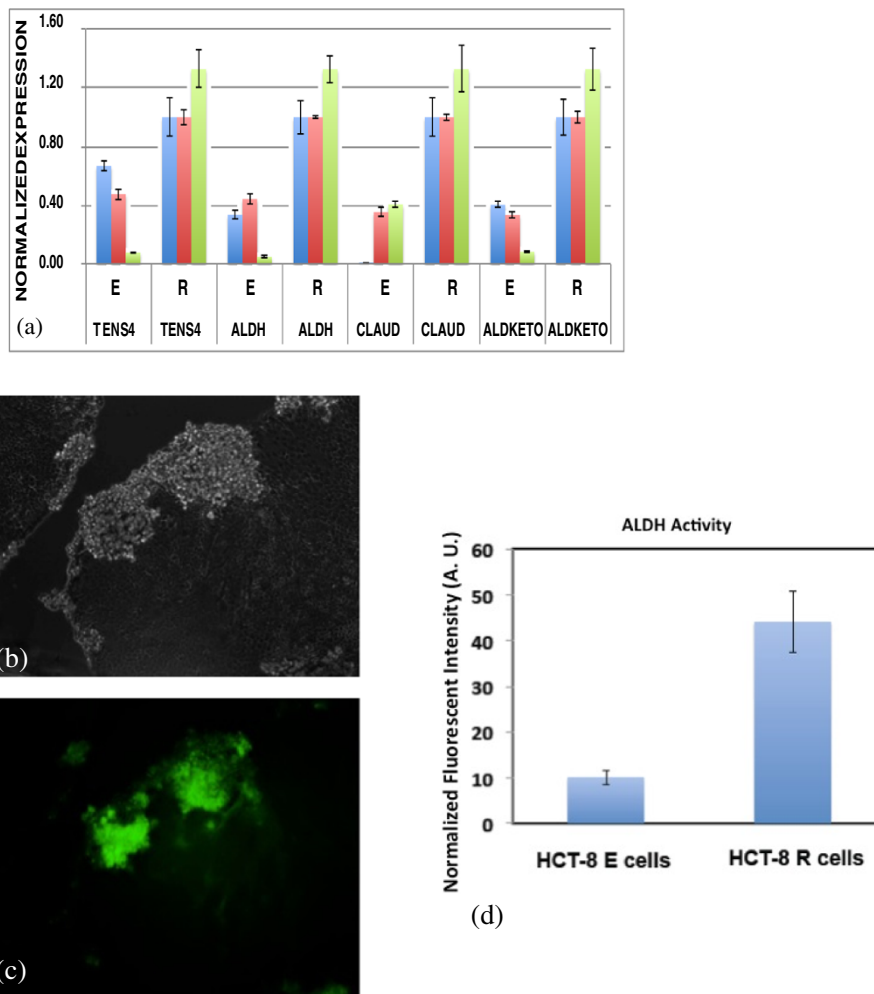 NORMALIZEDEXPRESSION
1.60
1.20
0.80
0.40
0.00
E R E R E R E R
TENS4 TENS4 ALDH ALDH CLAUD CLAUD ALDKETO ALDKETO
(a)
(b)
(c)
ALDH Activity
Normalized Fluorescent Intensity (A. U.)
60
50
40
30
20
10
0
HCT-8 E cells HCT-8 R cells
(d)